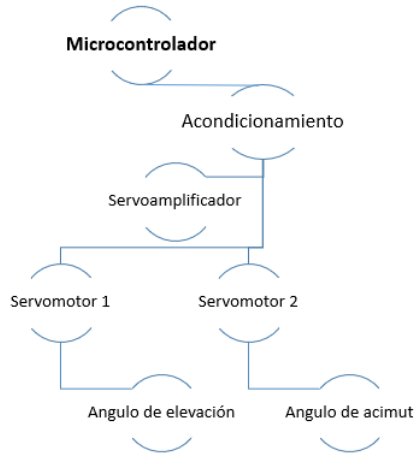 Microcontrolador
Acondicionamiento
Servoamplificador
Servomotor 1
Servomotor 2
Angulo de elevación
Angulo de acimut